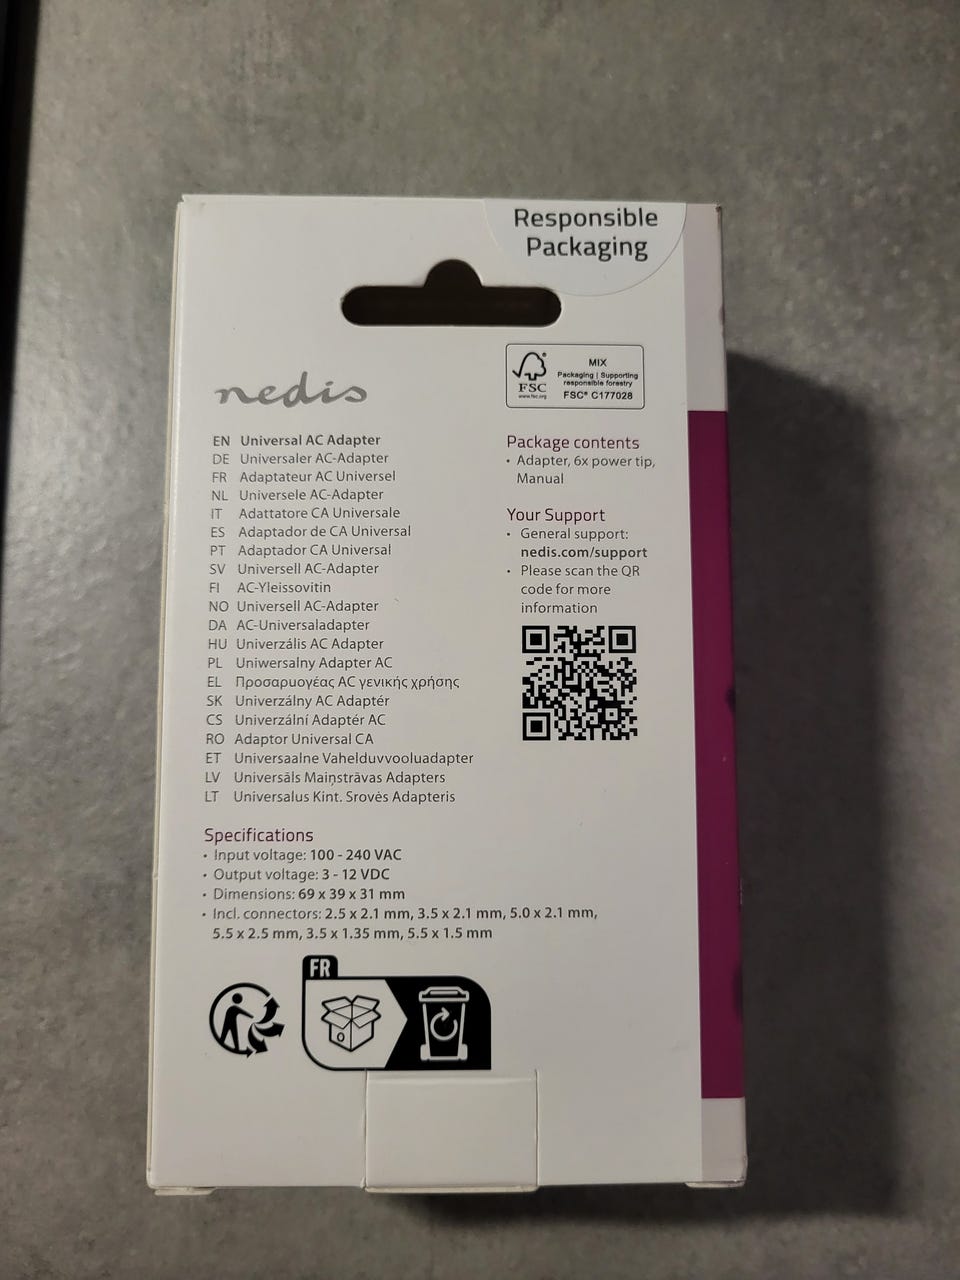 Responsible
Packaging
nedis
FSC
www.fsc.org
MIX
Packaging | Supporting
responsible forestry
FSC® C177028
EN Universal AC Adapter
DE Universaler AC-Adapter
FR Adaptateur AC Universel
NL Universele AC-Adapter
IT Adattatore CA Universale
ES Adaptador de CA Universal
PT Adaptador CA Universal
SV Universell AC-Adapter
FI AC-Yleissovitin
NO Universell AC-Adapter
DA AC-Universaladapter
HU Univerzális AC Adapter
PL Uniwersalny Adapter AC
EL Προσαρμογέας AC γενικής χρήσης
SK Univerzálny AC Adaptér
CS Univerzální Adaptér AC
RO Adaptor Universal CA
ET Universaalne Vahelduvvooluadapter
LV Universāls Maiņstrāvas Adapters
LT Universalus Kint. Srovės Adapteris
Package contents
• Adapter, 6x power tip,
Manual
Your Support
• General support:
nedis.com/support
• Please scan the QR
code for more
information
Specifications
• Input voltage: 100 - 240 VAC
• Output voltage: 3 - 12 VDC
• Dimensions: 69 x 39 x 31 mm
• Incl. connectors: 2.5 x 2.1 mm, 3.5 x 2.1 mm, 5.0 x 2.1 mm,
5.5 x 2.5 mm, 3.5 x 1.35 mm, 5.5 x 1.5 mm
FR